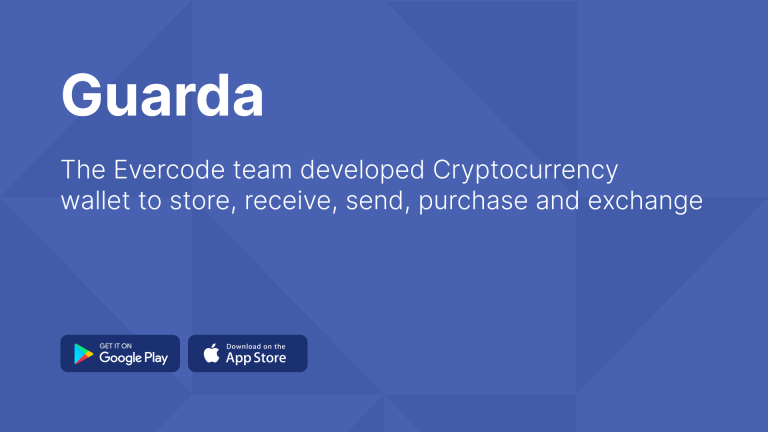 Guarda
The Evercode team developed Cryptocurrency
wallet to store, receive, send, purchase and exchange
GET IT ON
Google Play
Download on the
App Store